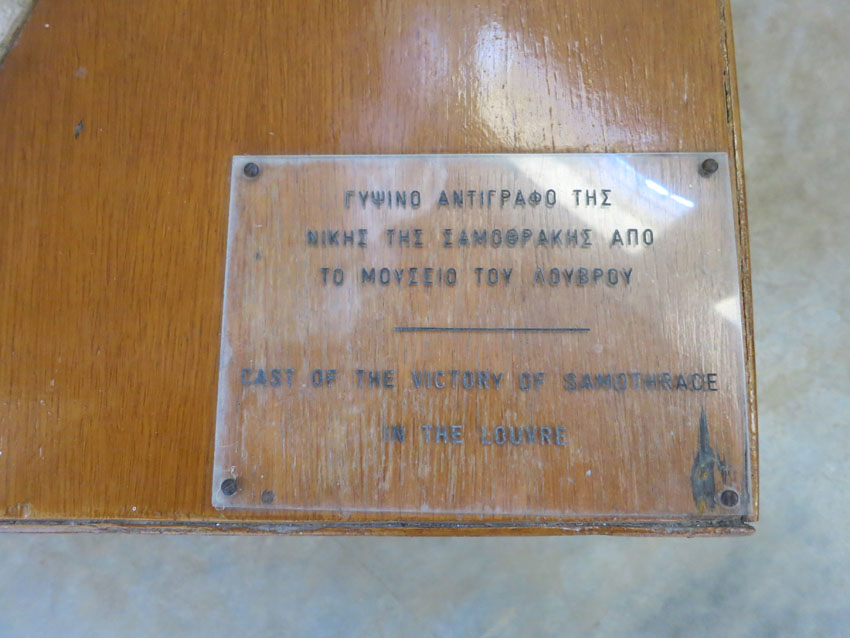 ΓΥΨΙΝΟ ΑΝΤΙΓΡΑΦΟ ΤΗΣ
ΝΙΚΗΣ ΤΗΣ ΣΑΜΟΘΡΑΚΗΣ ΑΠΟ
ΤΟ ΜΟΥΣΕΙΟ ΤΟΥ ΛΟΥΒΡΟΥ
CAST OF THE VICTORY OF SAMOTHRACE
IN THE LOUVRE